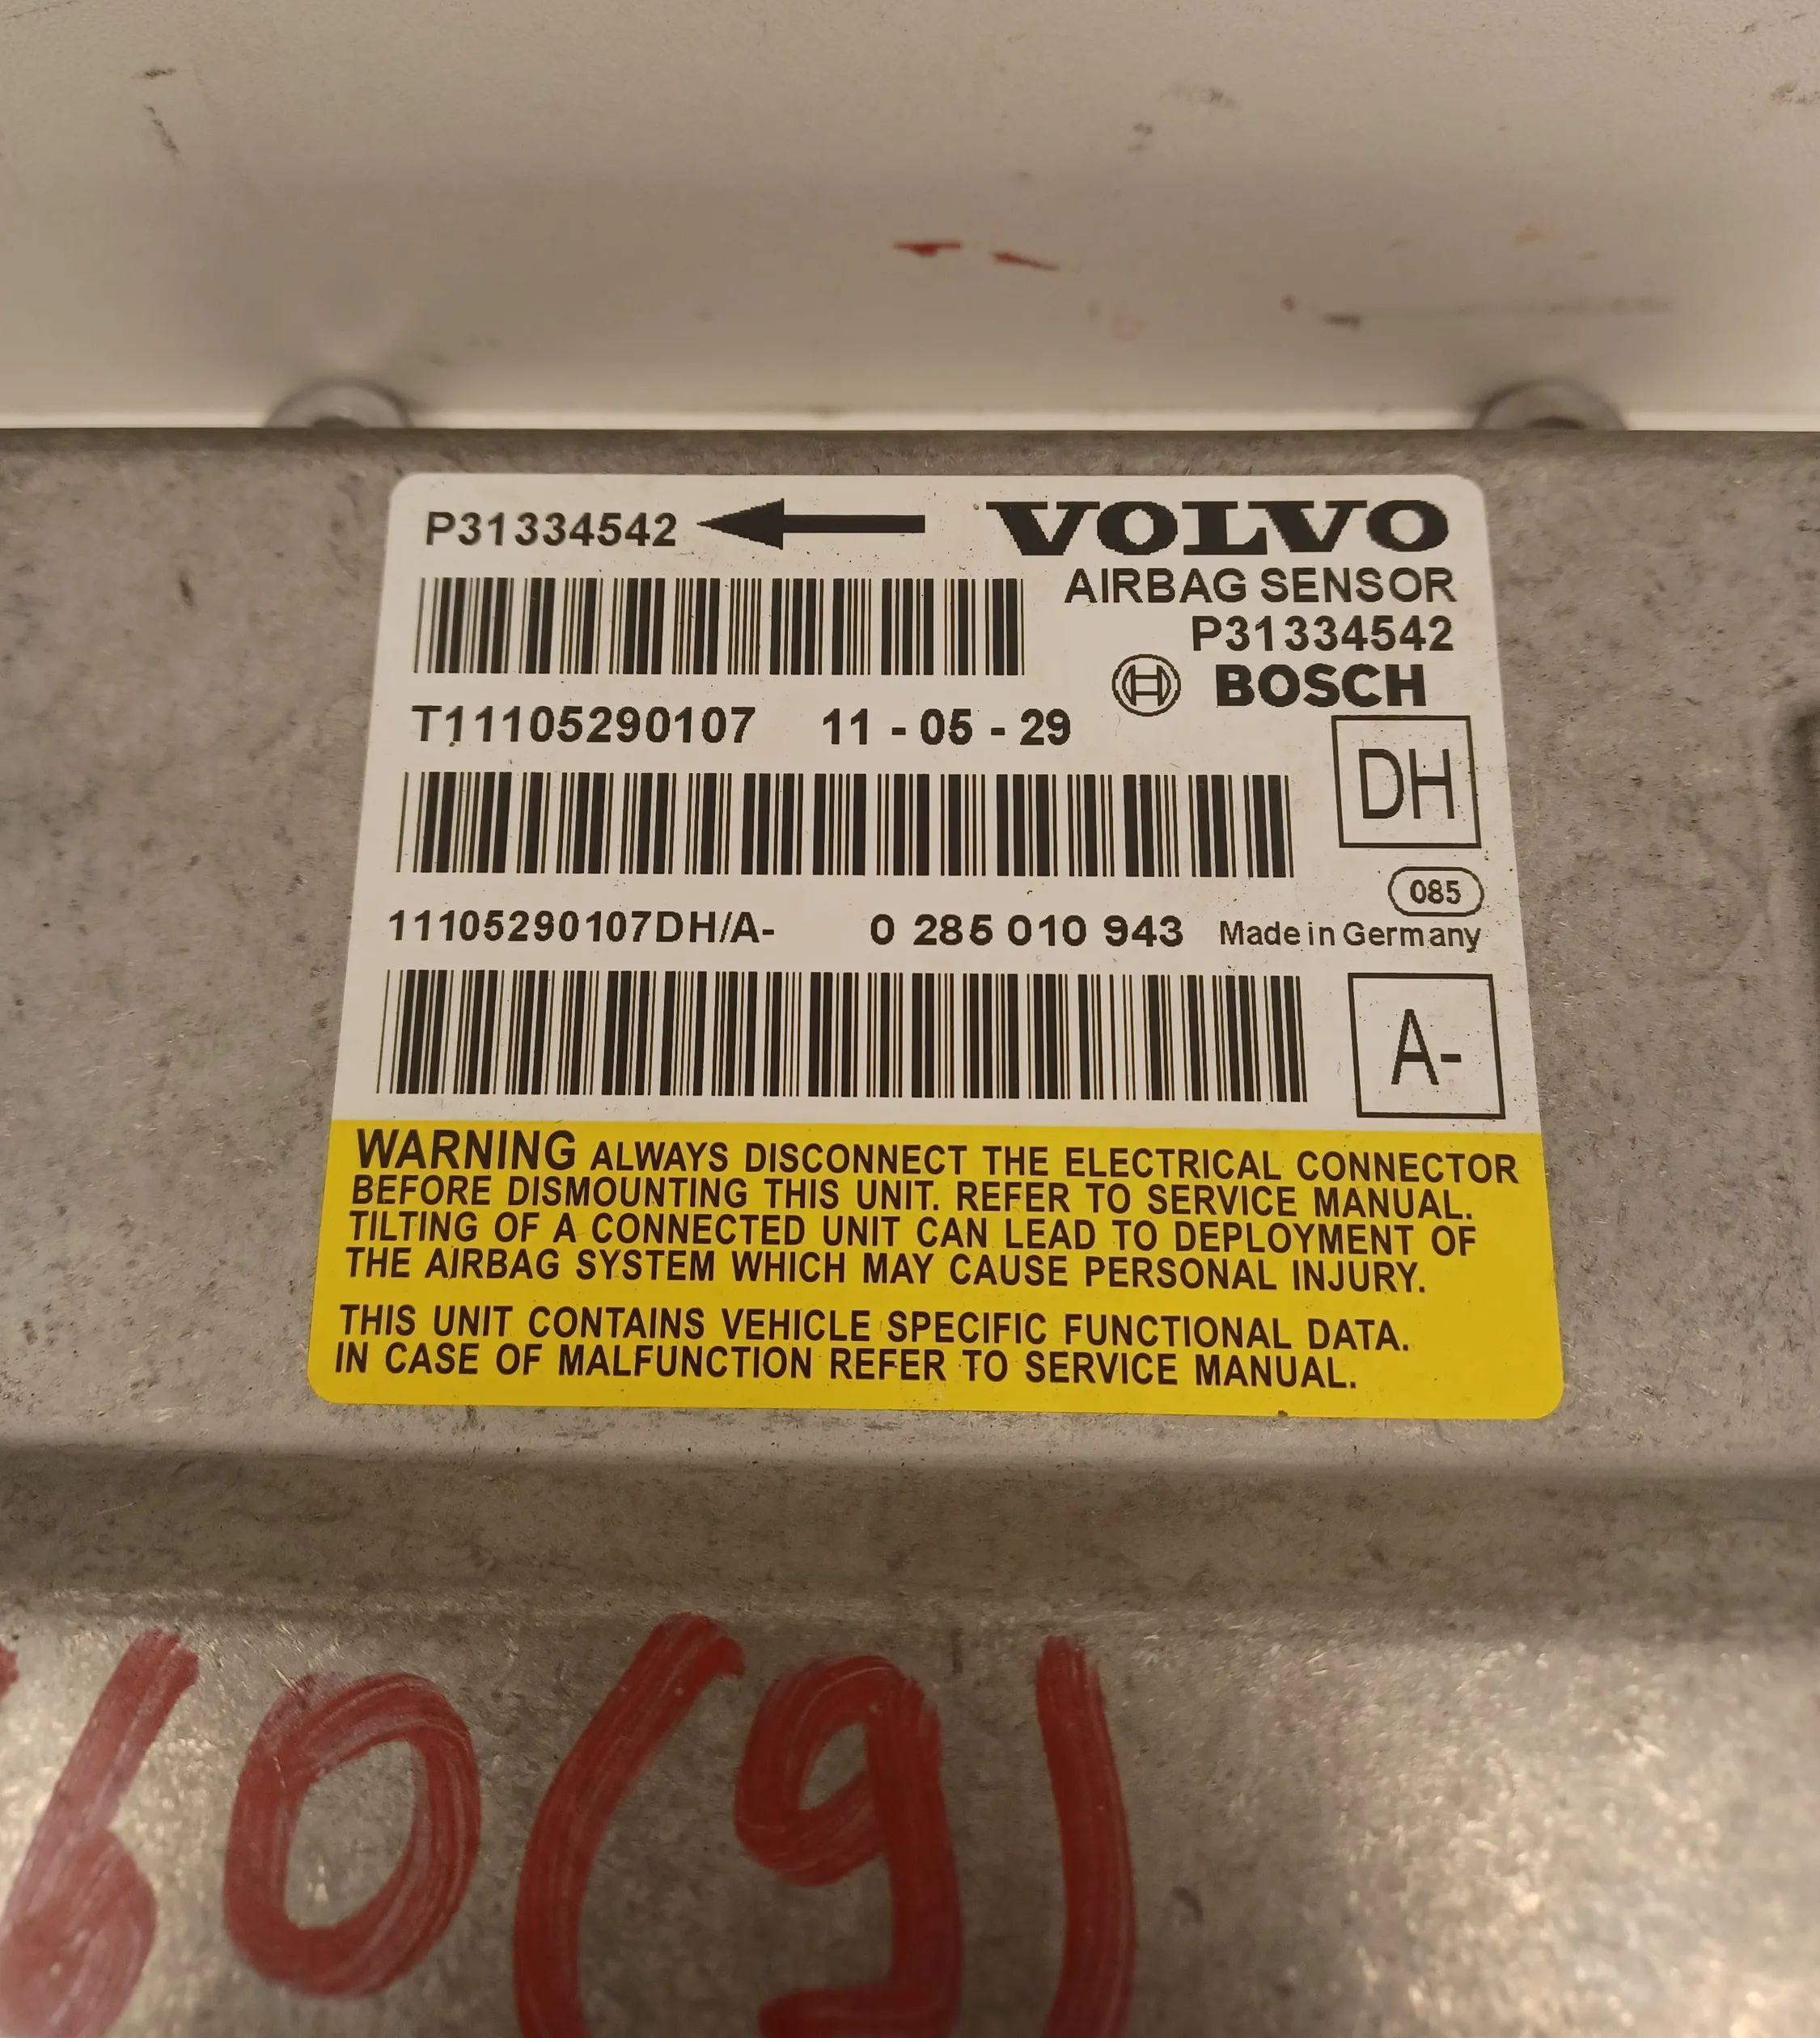 P31334542
VOLVO
AIRBAG SENSOR
P31334542
BOSCH
T11105290107 11 - 05 - 29
DH
085
11105290107DH/A- 0 285 010 943 Made in Germany
A-
WARNING ALWAYS DISCONNECT THE ELECTRICAL CONNECTOR
BEFORE DISMOUNTING THIS UNIT. REFER TO SERVICE MANUAL.
TILTING OF A CONNECTED UNIT CAN LEAD TO DEPLOYMENT OF
THE AIRBAG SYSTEM WHICH MAY CAUSE PERSONAL INJURY.
THIS UNIT CONTAINS VEHICLE SPECIFIC FUNCTIONAL DATA.
IN CASE OF MALFUNCTION REFER TO SERVICE MANUAL.
60(9)